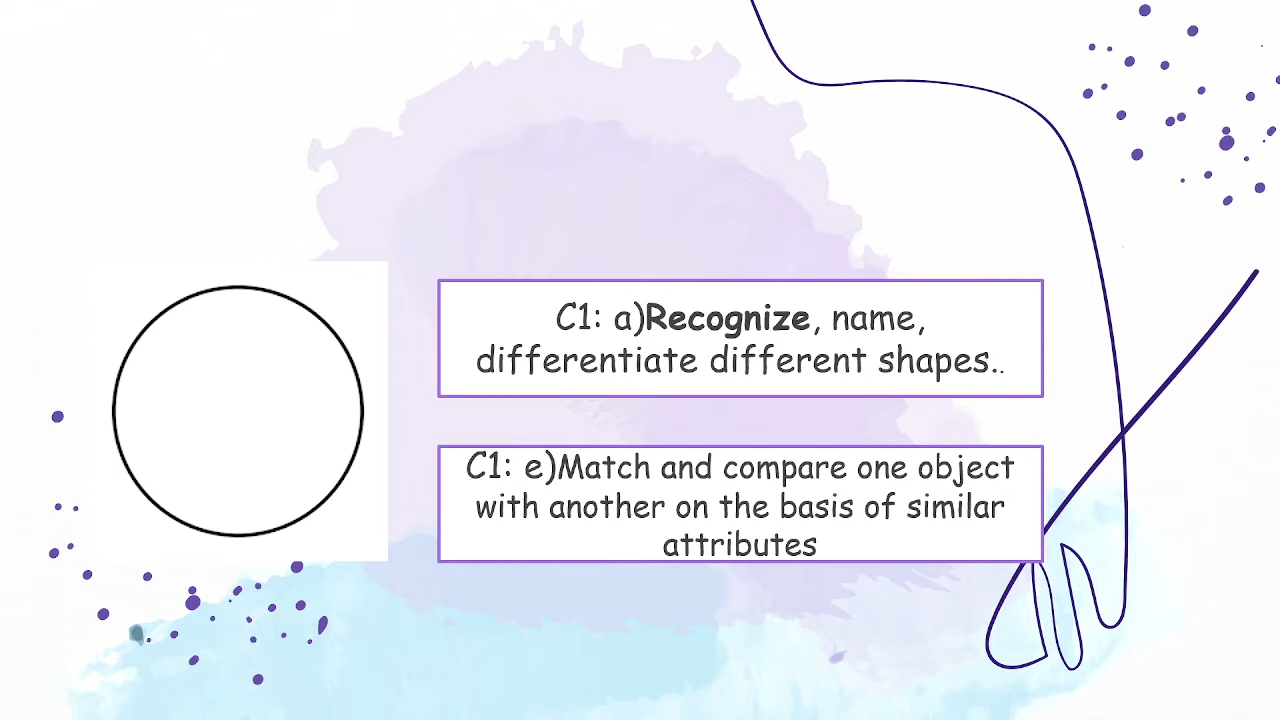 C1: a)Recognize, name,
differentiate different shapes..
C1: e)Match and compare one object
with another on the basis of similar
attributes